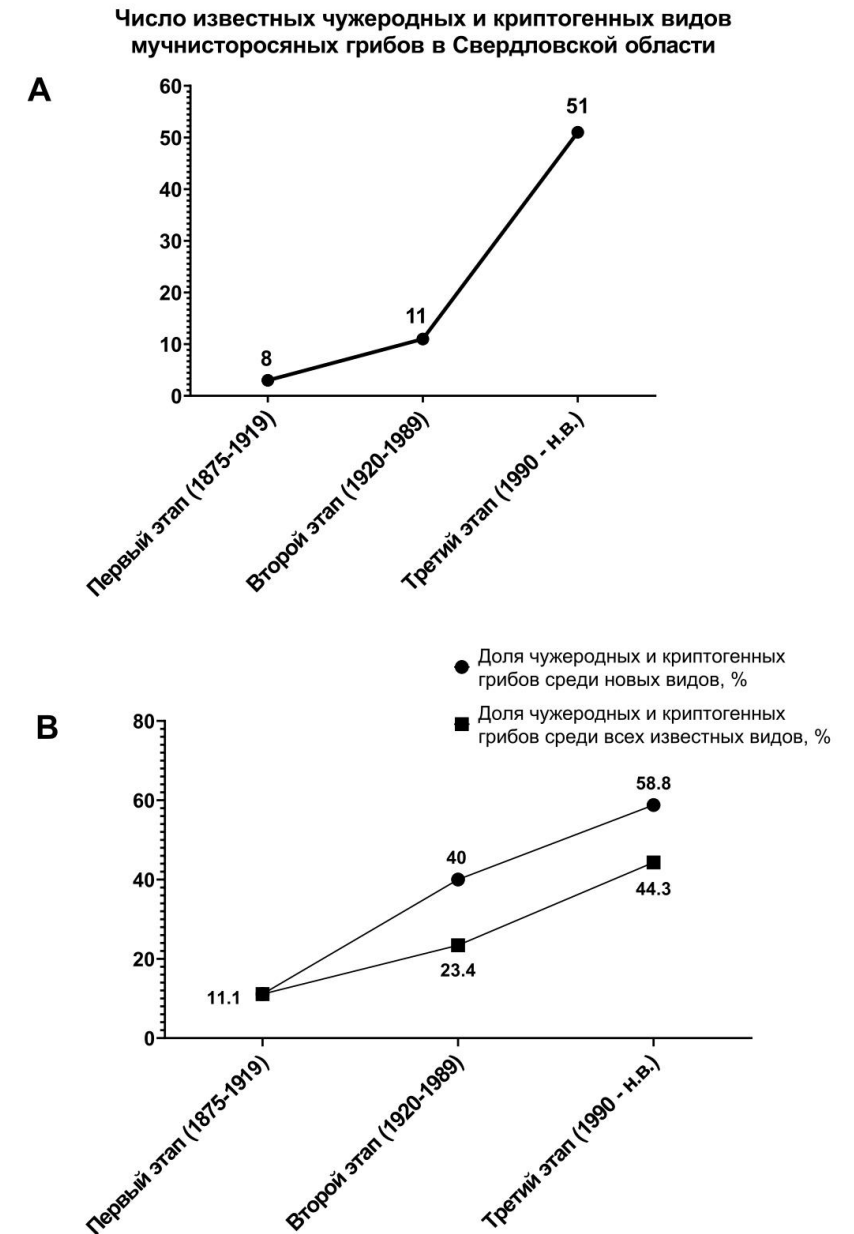 Число известных чужеродных и криптогенных видов
мучнисторосяных грибов в Свердловской области
A
60
50
40
30
20
10
0
8
11
51
Первый этап (1875-1919)
Второй этап (1920-1989)
Третий этап (1990 - н.в.)
Доля чужеродных и криптогенных
грибов среди новых видов, %
Доля чужеродных и криптогенных
грибов среди всех известных видов, %
B
80
60
40
20
0
11.1
40
23.4
58.8
44.3
Первый этап (1875-1919)
Второй этап (1920-1989)
Третий этап (1990 - н.в.)